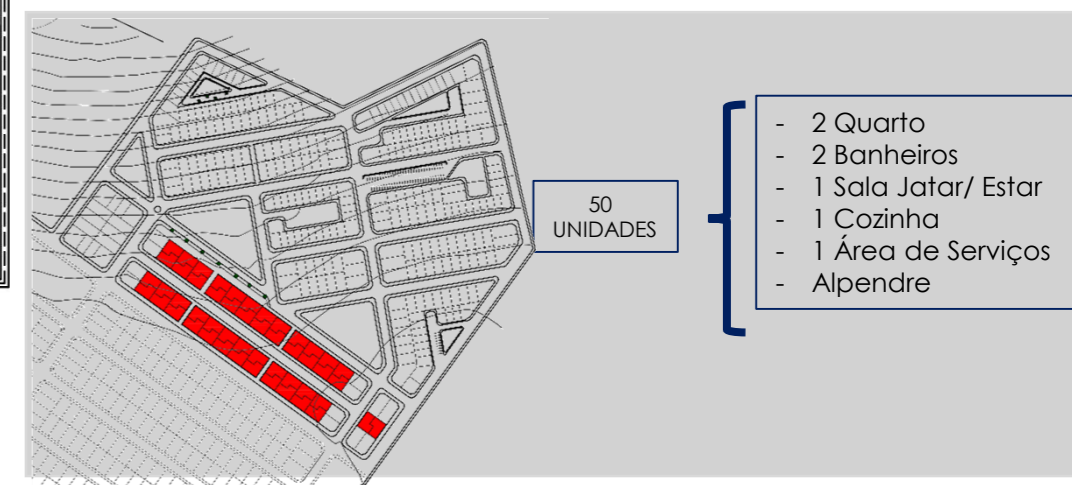 50
UNIDADES
- 2 Quarto
- 2 Banheiros
- 1 Sala Jatar/ Estar
- 1 Cozinha
- 1 Área de Serviços
- Alpendre